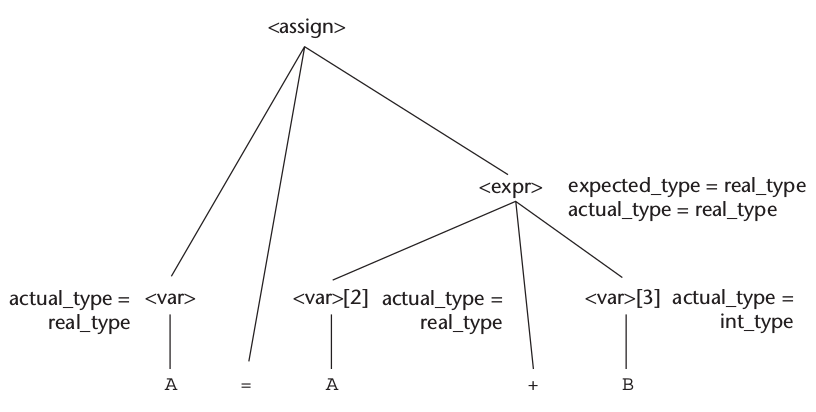 <assign>
<expr> expected_type = real_type
actual_type = real_type
actual_type = <var> <var>[2] actual_type = <var>[3] actual_type =
real_type real_type int_type
A = A + B